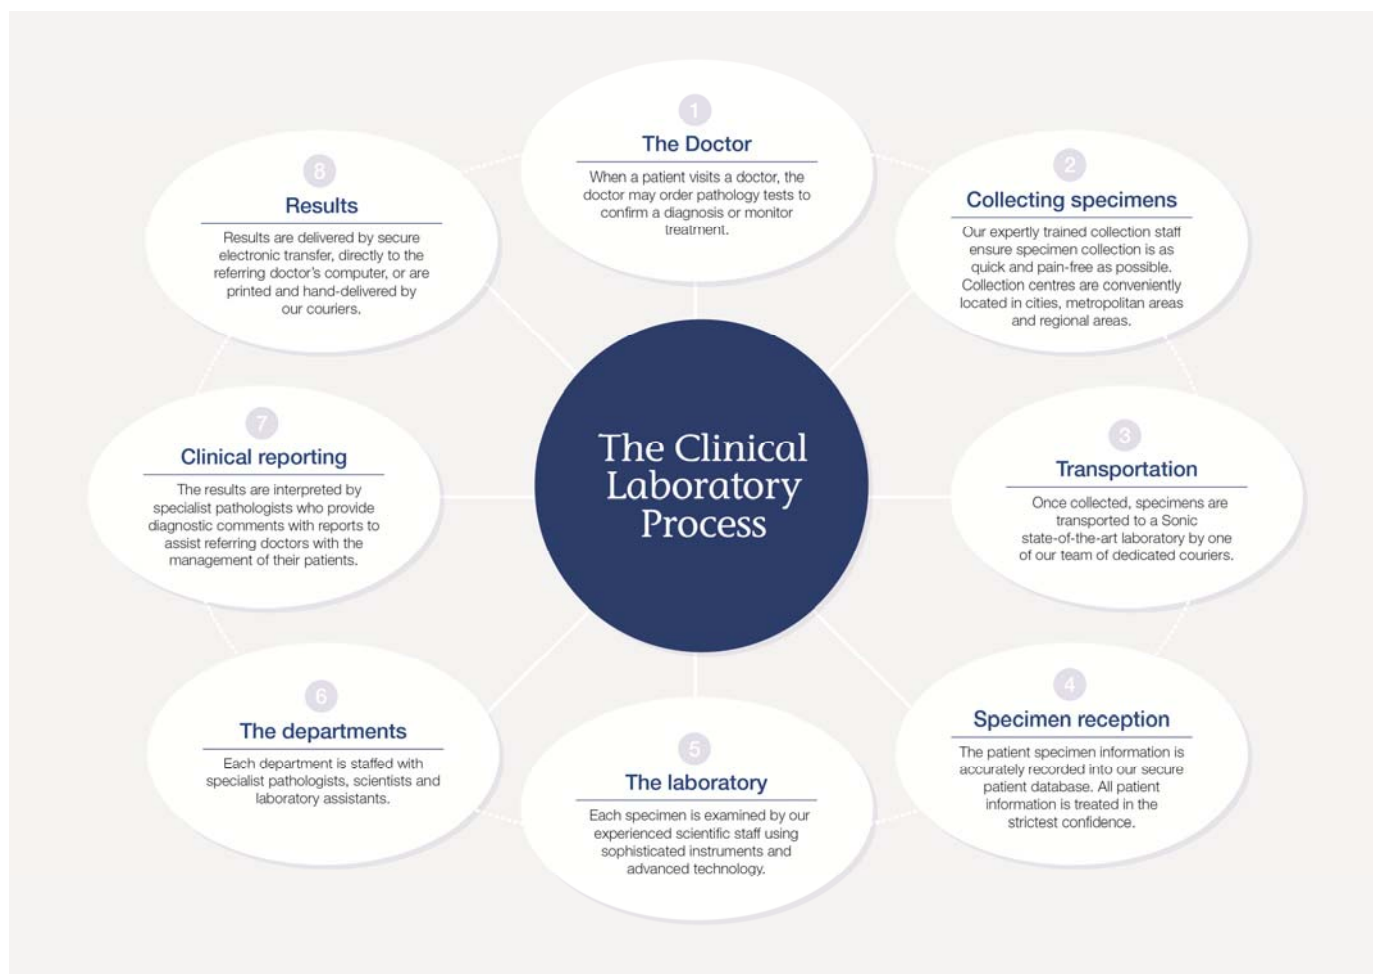 1
The Doctor
When a patient visits a doctor, the
doctor may order pathology tests to
confirm a diagnosis or monitor
treatment.
2
Collecting specimens
Our expertly trained collection staff
ensure specimen collection is as
quick and pain-free as possible.
Collection centres are conveniently
located in cities, metropolitan areas
and regional areas.
3
Transportation
Once collected, specimens are
transported to a Sonic
state-of-the-art laboratory by one
of our team of dedicated couriers.
4
Specimen reception
The patient specimen information is
accurately recorded into our secure
patient database. All patient
information is treated in the
strictest confidence.
5
The laboratory
Each specimen is examined by our
experienced scientific staff using
sophisticated instruments and
advanced technology.
6
The departments
Each department is staffed with
specialist pathologists, scientists and
laboratory assistants.
7
Clinical reporting
The results are interpreted by
specialist pathologists who provide
diagnostic comments with reports to
assist referring doctors with the
management of their patients.
8
Results
Results are delivered by secure
electronic transfer, directly to the
referring doctor's computer, or are
printed and hand-delivered by
our couriers.
The Clinical
Laboratory
Process